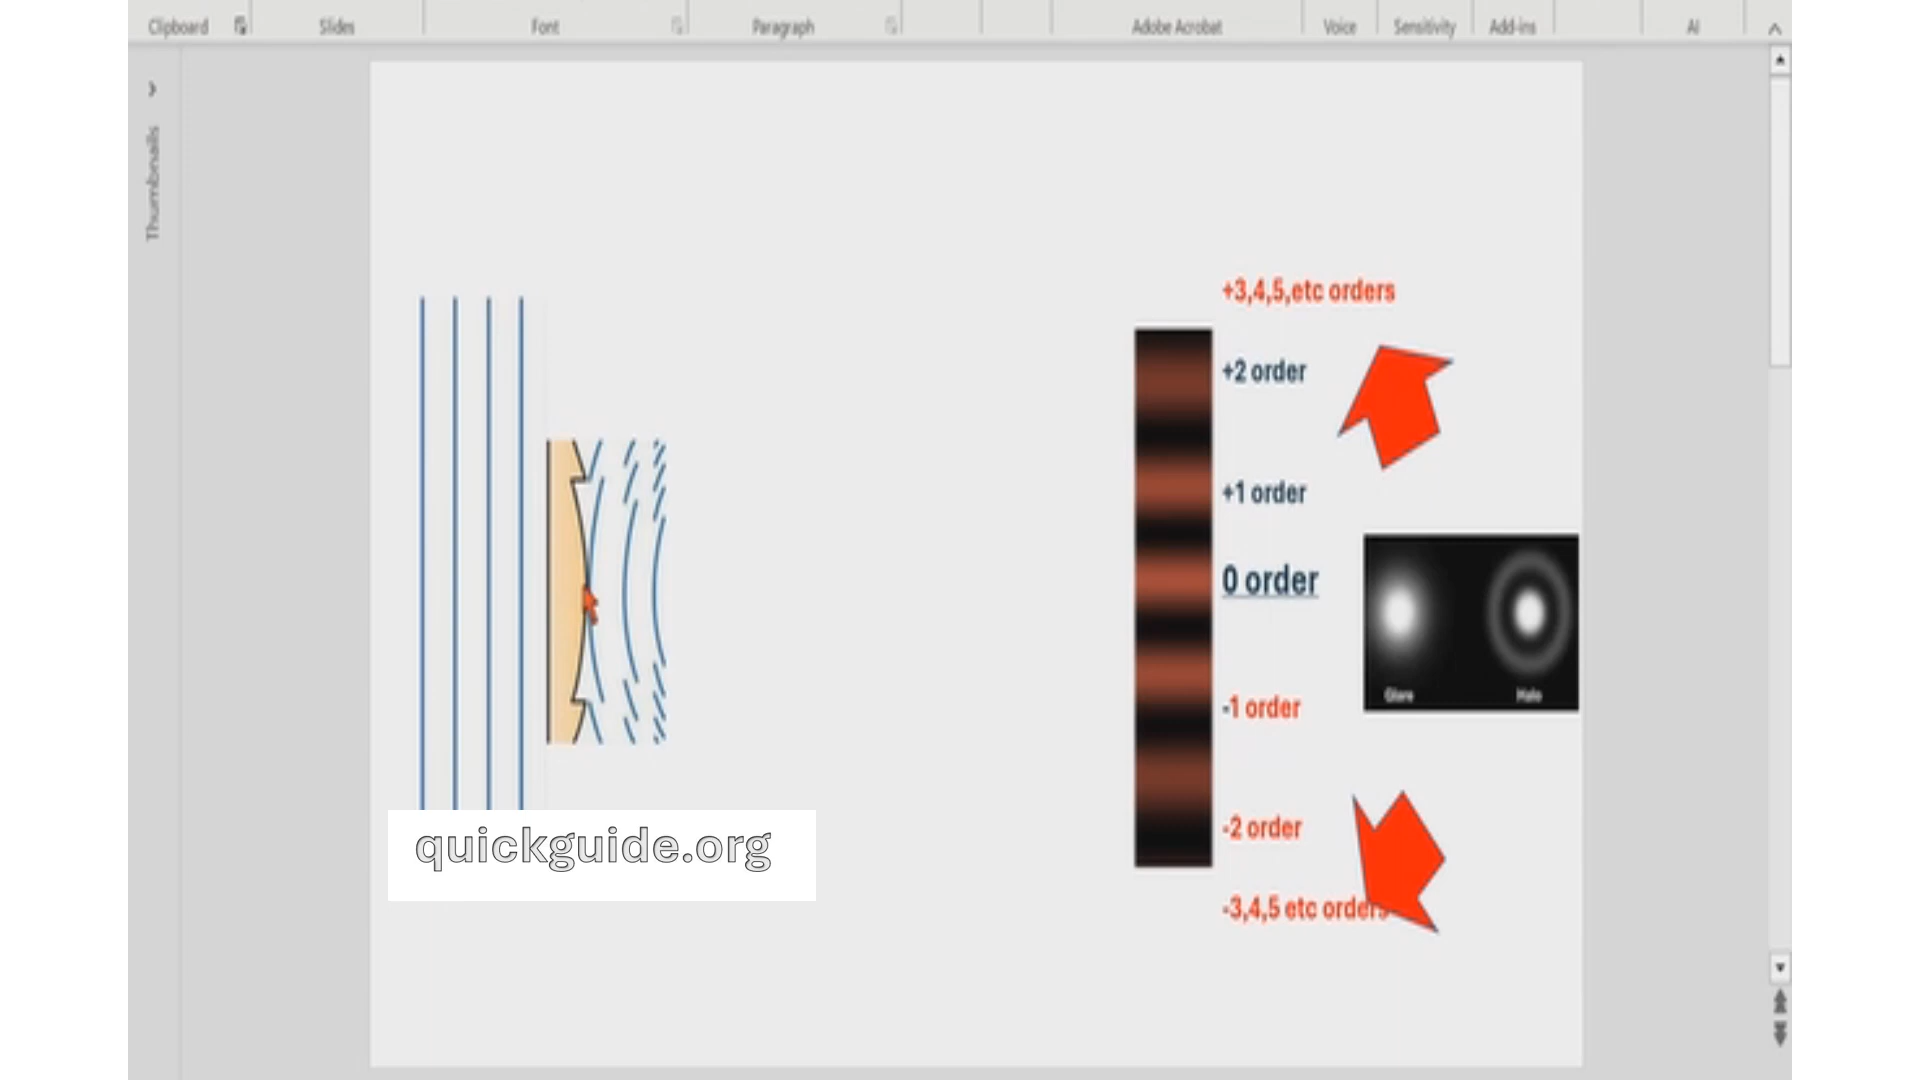 Clipboard
Slides
Font
Paragraph
Adobe Acrobat
Voice
Sensitivity
Add-ins
AI
Thumbnails
+3,4,5,etc orders
+2 order
+1 order
0 order
Glare
Halo
-1 order
-2 order
-3,4,5 etc orders
quickguide.org